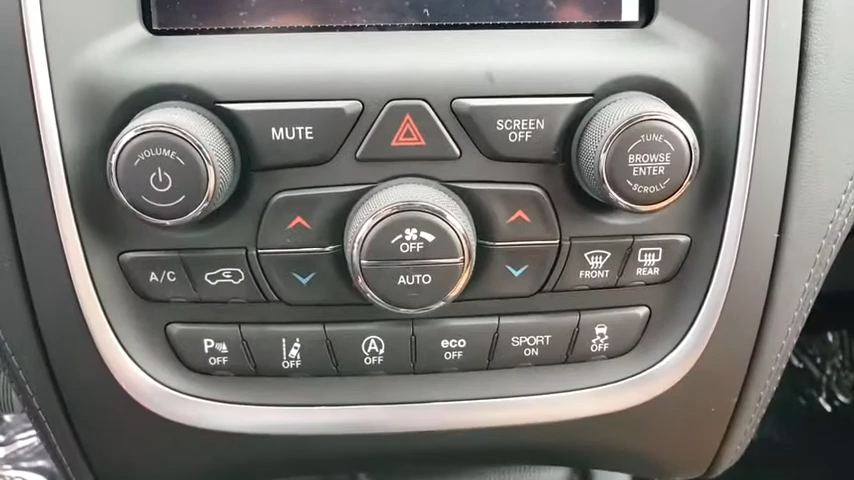 MUTE
SCREEN
OFF
VOLUME
TUNE
BROWSE
ENTER
SCROLL
OFF
AUTO
A/C
FRONT
REAR
P
OFF
OFF
A
OFF
eco
OFF
SPORT
ON
OFF